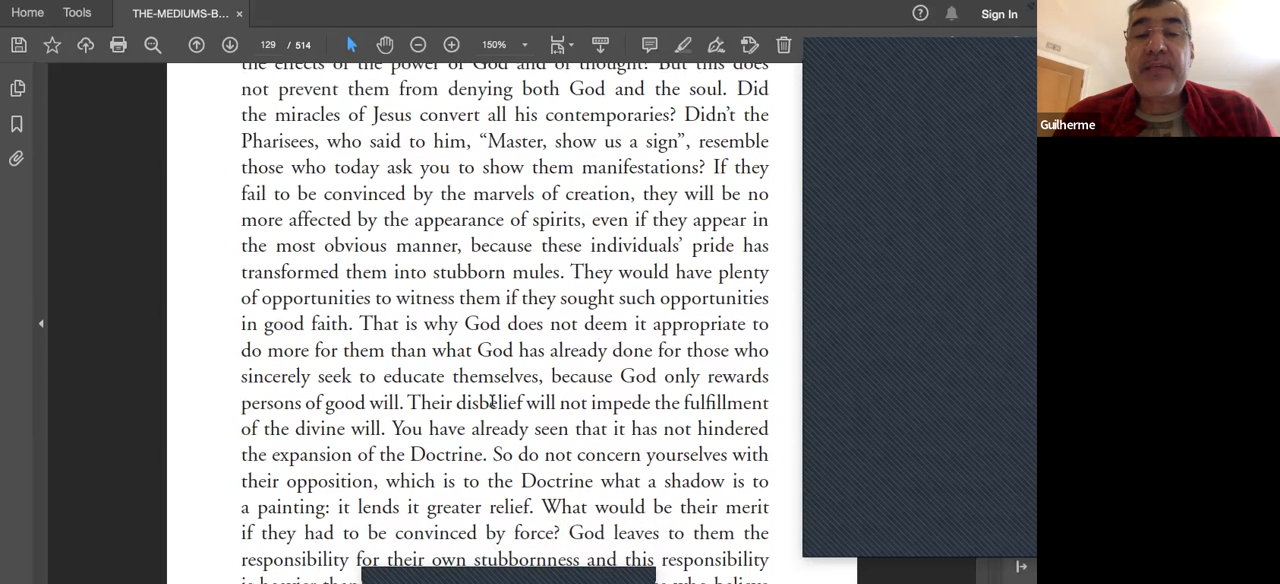 Home Tools THE-MEDIUMS-B... × Sign In
129 / 514 150%
the effects of the power of God and of thought? But this does
not prevent them from denying both God and the soul. Did
the miracles of Jesus convert all his contemporaries? Didn’t the
Pharisees, who said to him, “Master, show us a sign”, resemble
those who today ask you to show them manifestations? If they
fail to be convinced by the marvels of creation, they will be no
more affected by the appearance of spirits, even if they appear in
the most obvious manner, because these individuals’ pride has
transformed them into stubborn mules. They would have plenty
of opportunities to witness them if they sought such opportunities
in good faith. That is why God does not deem it appropriate to
do more for them than what God has already done for those who
sincerely seek to educate themselves, because God only rewards
persons of good will. Their disbelief will not impede the fulfillment
of the divine will. You have already seen that it has not hindered
the expansion of the Doctrine. So do not concern yourselves with
their opposition, which is to the Doctrine what a shadow is to
a painting: it lends it greater relief. What would be their merit
if they had to be convinced by force? God leaves to them the
responsibility for their own stubbornness and this responsibility
Guilherme